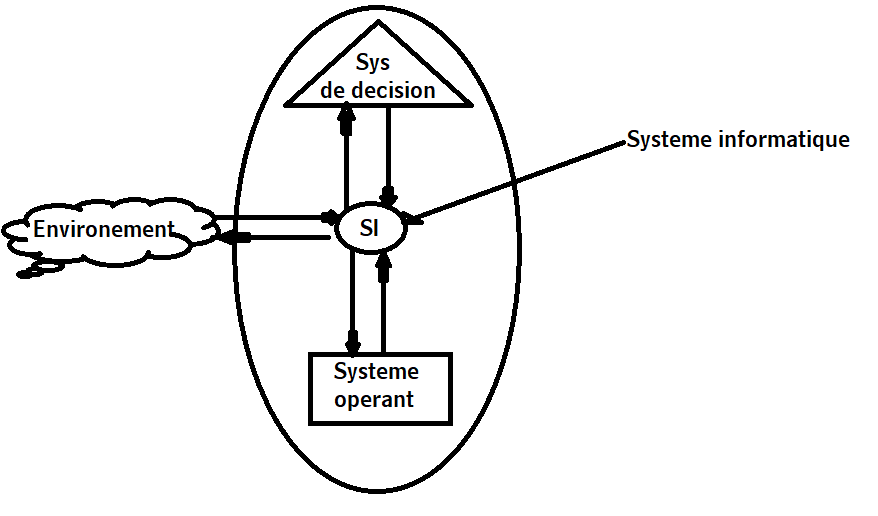 Sys
de decision
Systeme informatique
Environement
SI
Systeme
operant